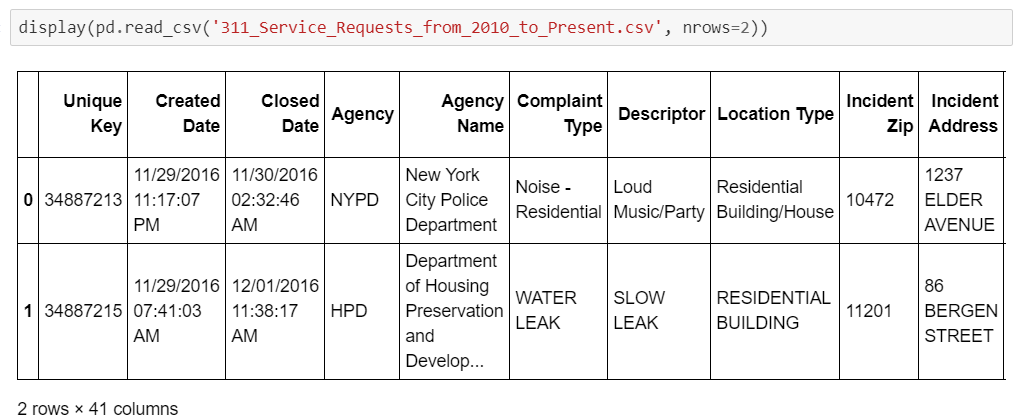 display(pd.read_csv('311_Service_Requests_from_2010_to_Present.csv', nrows=2))
Unique Key Created Date Closed Date Agency Agency Name Complaint Type Descriptor Location Type Incident Zip Incident Address
0 34887213 11/29/2016 11:17:07 PM 11/30/2016 02:32:46 AM NYPD New York City Police Department Noise - Residential Loud Music/Party Residential Building/House 10472 1237 ELDER AVENUE
1 34887215 11/29/2016 07:41:03 AM 12/01/2016 11:38:17 AM HPD Department of Housing Preservation and Develop... WATER LEAK SLOW LEAK RESIDENTIAL BUILDING 11201 86 BERGEN STREET
2 rows × 41 columns